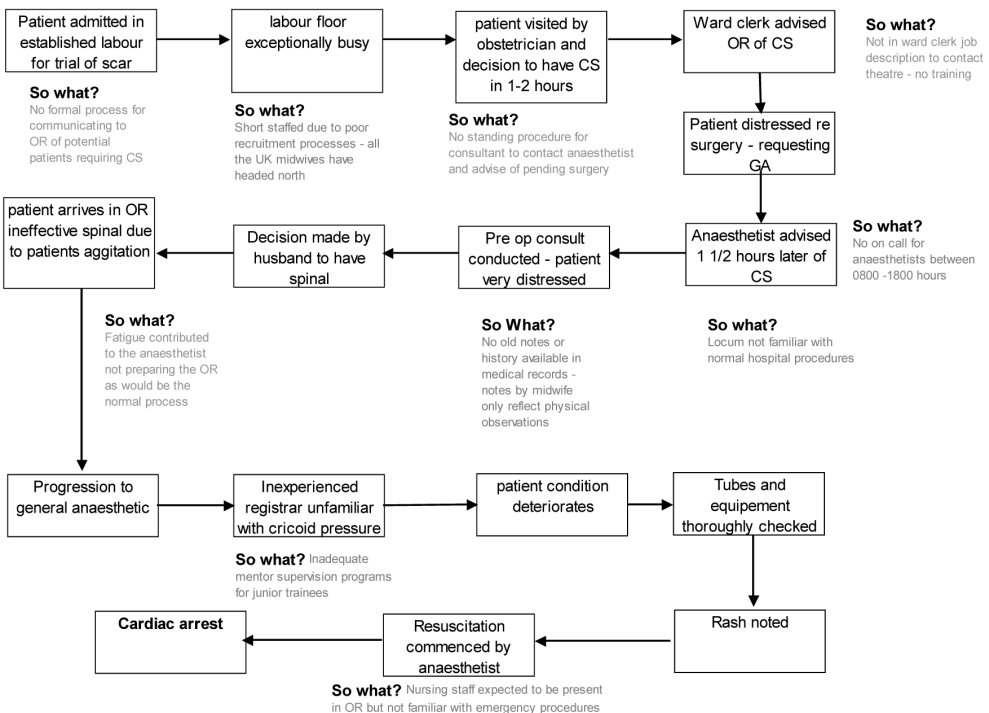 Patient admitted in
established labour
for trial of scar
labour floor
exceptionally busy
patient visited by
obstetrician and
decision to have CS
in 1-2 hours
Ward clerk advised
OR of CS
So what?
Not in ward clerk job
description to contact
theatre - no training
So what?
No formal process for
communicating to
OR of potential
patients requiring CS
So what?
Short staffed due to poor
recruitment processes - all
the UK midwives have
headed north
So what?
No standing procedure for
consultant to contact anaesthetist
and advise of pending surgery
Patient distressed re
surgery - requesting
GA
patient arrives in OR
ineffective spinal due
to patients aggitation
Decision made by
husband to have
spinal
Pre op consult
conducted - patient
very distressed
Anaesthetist advised
1 1/2 hours later of
CS
So what?
No on call for
anaesthetists between
0800 -1800 hours
So what?
Fatigue contributed
to the anaesthetist
not preparing the OR
as would be the
normal process
So What?
No old notes or
history available in
medical records -
notes by midwife
only reflect physical
observations
So what?
Locum not familiar with
normal hospital procedures
Progression to
general anaesthetic
Inexperienced
registrar unfamiliar
with cricoid pressure
patient condition
deteriorates
Tubes and
equipement
thoroughly checked
So what? Inadequate
mentor supervision programs
for junior trainees
Cardiac arrest
Resuscitation
commenced by
anaesthetist
Rash noted
So what? Nursing staff expected to be present
in OR but not familiar with emergency procedures